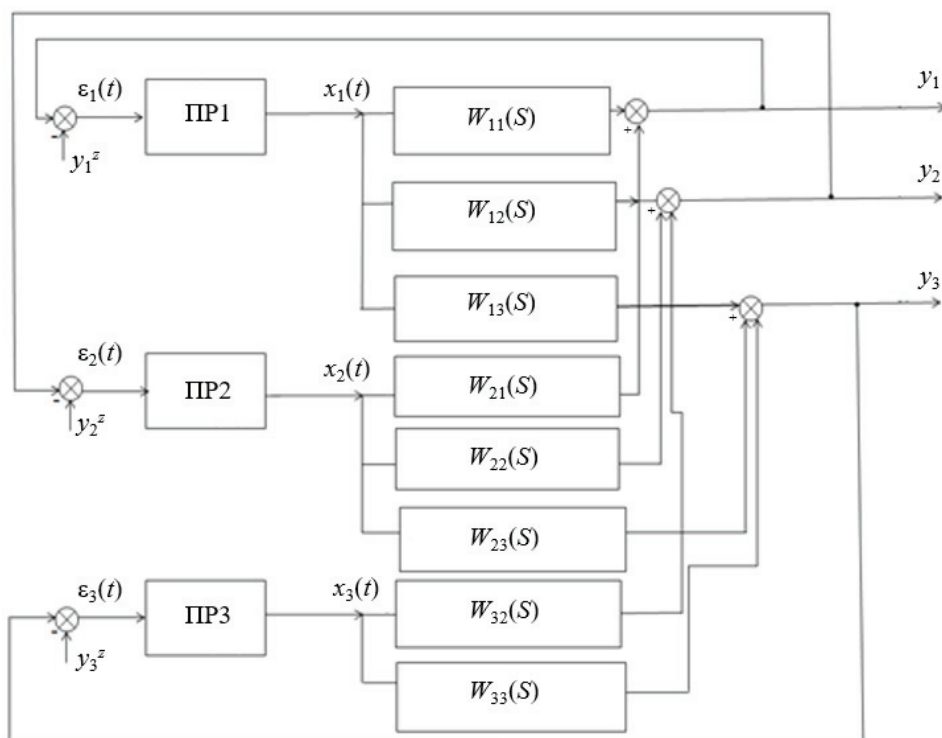 y₁
ε₁(t) ПР1 x₁(t) W₁₁(S)
+
- y₁ᶻ
y₂
W₁₂(S) +
y₃
W₁₃(S) +
ε₂(t) ПР2 x₂(t) W₂₁(S)
- y₂ᶻ
W₂₂(S)
W₂₃(S)
ε₃(t) ПР3 x₃(t) W₃₂(S)
- y₃ᶻ
W₃₃(S)